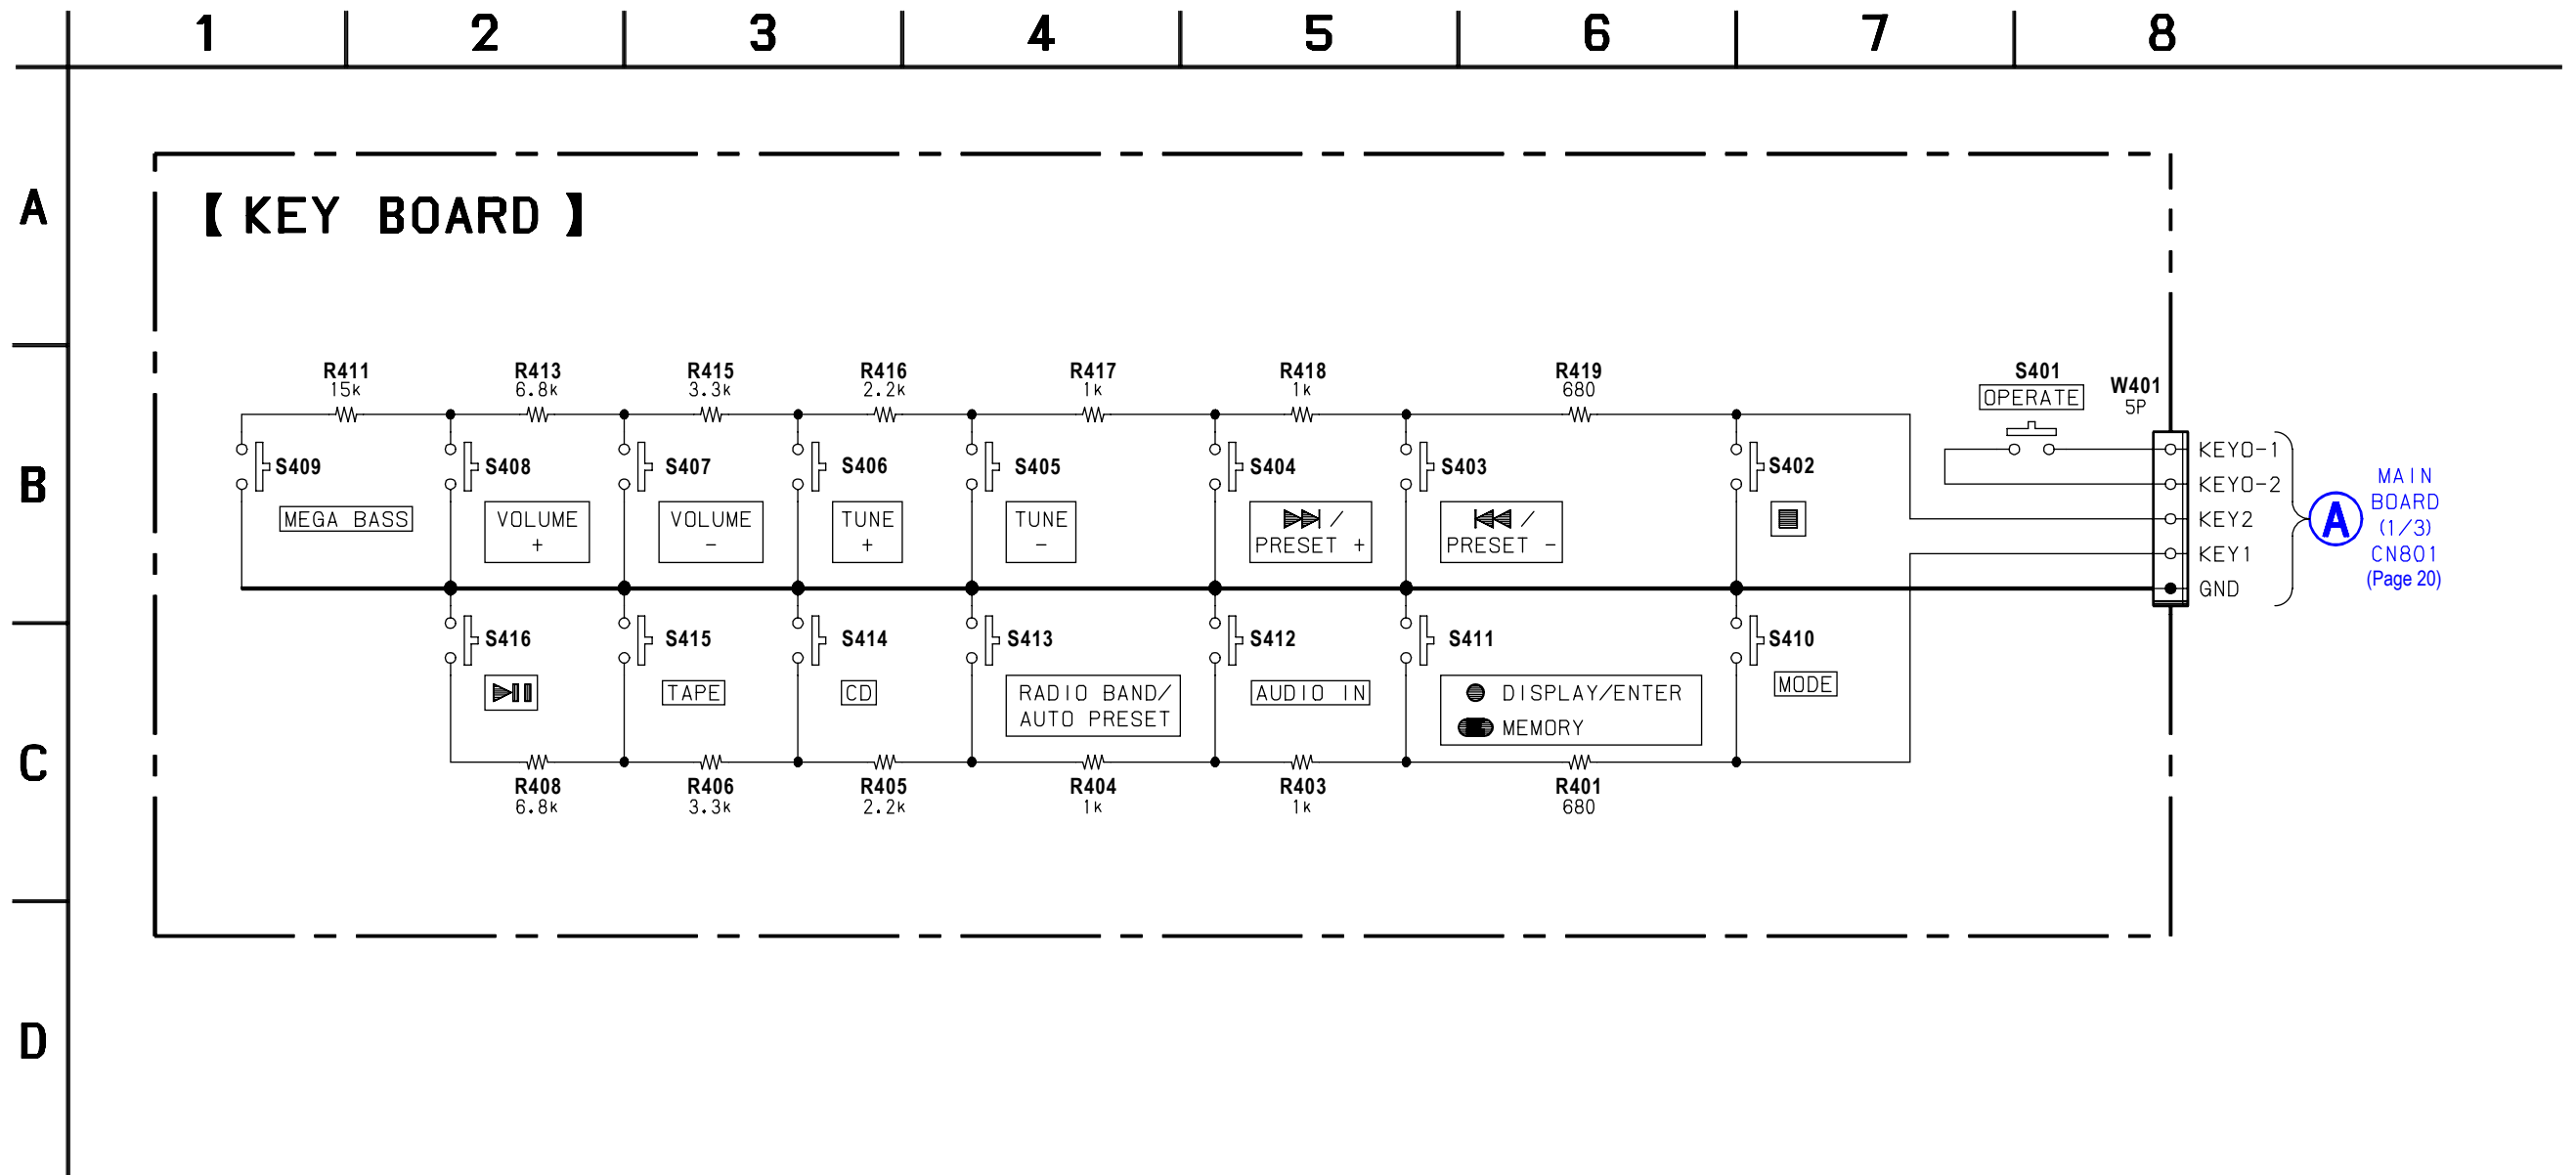 1 2 3 4 5 6 7 8
A
【 KEY BOARD 】
B
R411
15k
R413
6.8k
R415
3.3k
R416
2.2k
R417
1k
R418
1k
R419
680
S401
OPERATE
W401
5P
S409
MEGA BASS
S408
VOLUME
+
S407
VOLUME
-
S406
TUNE
+
S405
TUNE
-
S404
/
PRESET +
S403
/
PRESET -
S402
KEY0-1
KEY0-2
KEY2
KEY1
GND
A
MAIN
BOARD
(1/3)
CN801
(Page 20)
C
S416
S415
TAPE
S414
CD
S413
RADIO BAND/
AUTO PRESET
S412
AUDIO IN
S411
DISPLAY/ENTER
MEMORY
S410
MODE
R408
6.8k
R406
3.3k
R405
2.2k
R404
1k
R403
1k
R401
680
D